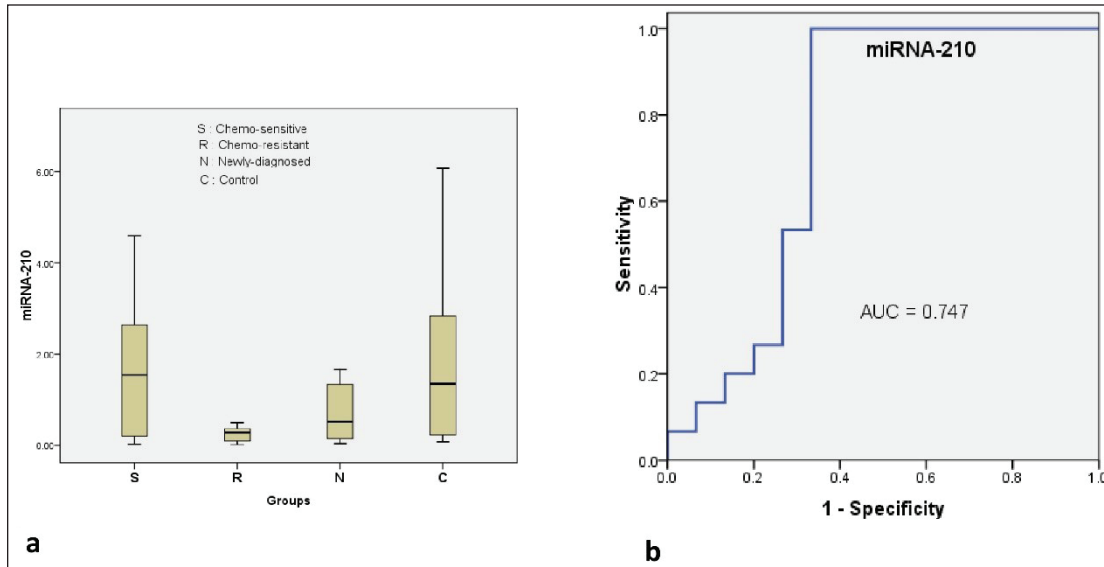 S : Chemo-sensitive
R : Chemo-resistant
N : Newly-diagnosed
C : Control
6.00
4.00
2.00
0.00
miRNA-210
S R N C
Groups
a
miRNA-210
1.0
0.8
0.6
0.4
0.2
0.0
Sensitivity
AUC = 0.747
0.0 0.2 0.4 0.6 0.8 1.0
1 - Specificity
b